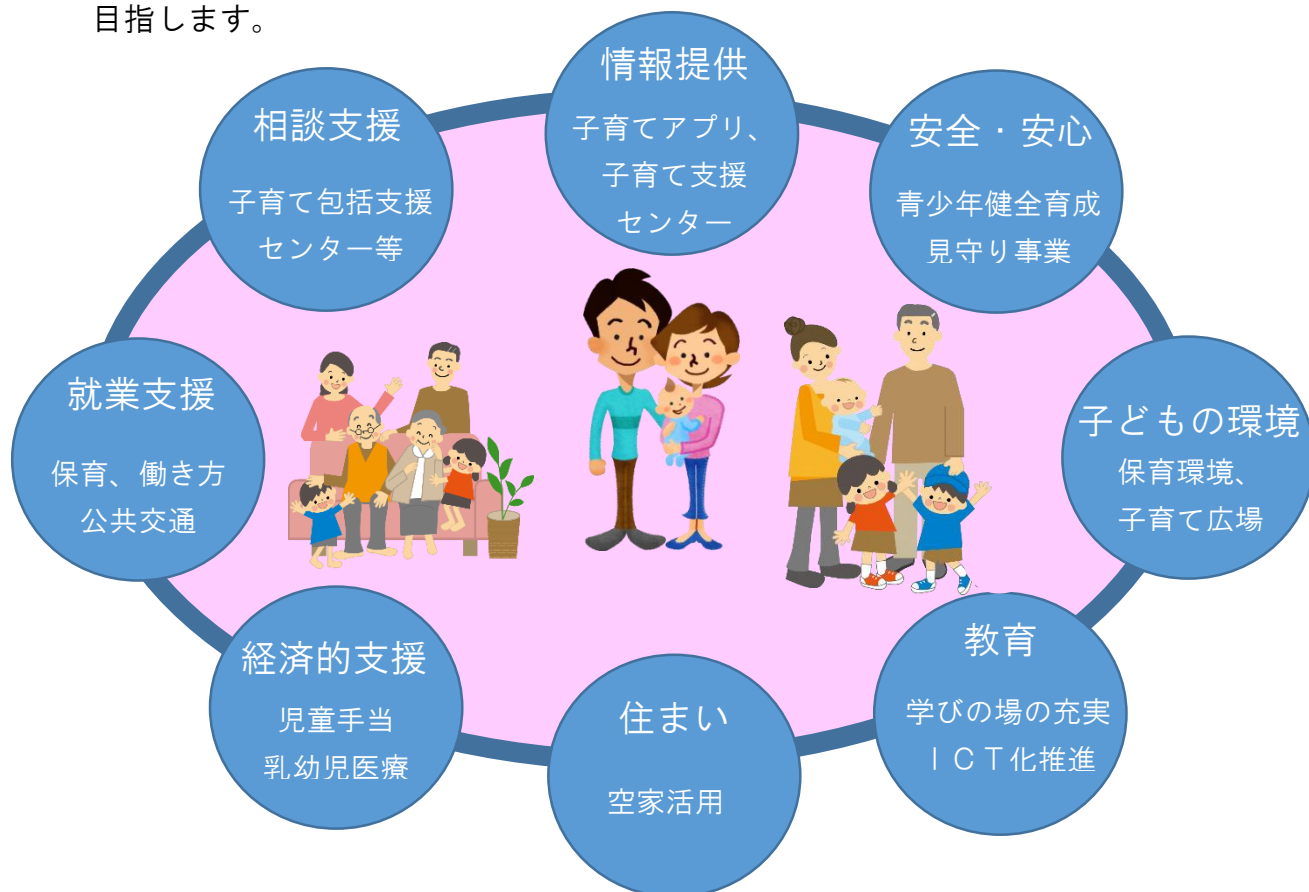 目指します。
情報提供
子育てアプリ、
子育て支援
センター
相談支援
子育て包括支援
センター等
安全・安心
青少年健全育成
見守り事業
就業支援
保育、働き方
公共交通
子どもの環境
保育環境、
子育て広場
経済的支援
児童手当
乳幼児医療
住まい
空家活用
教育
学びの場の充実
ＩＣＴ化推進